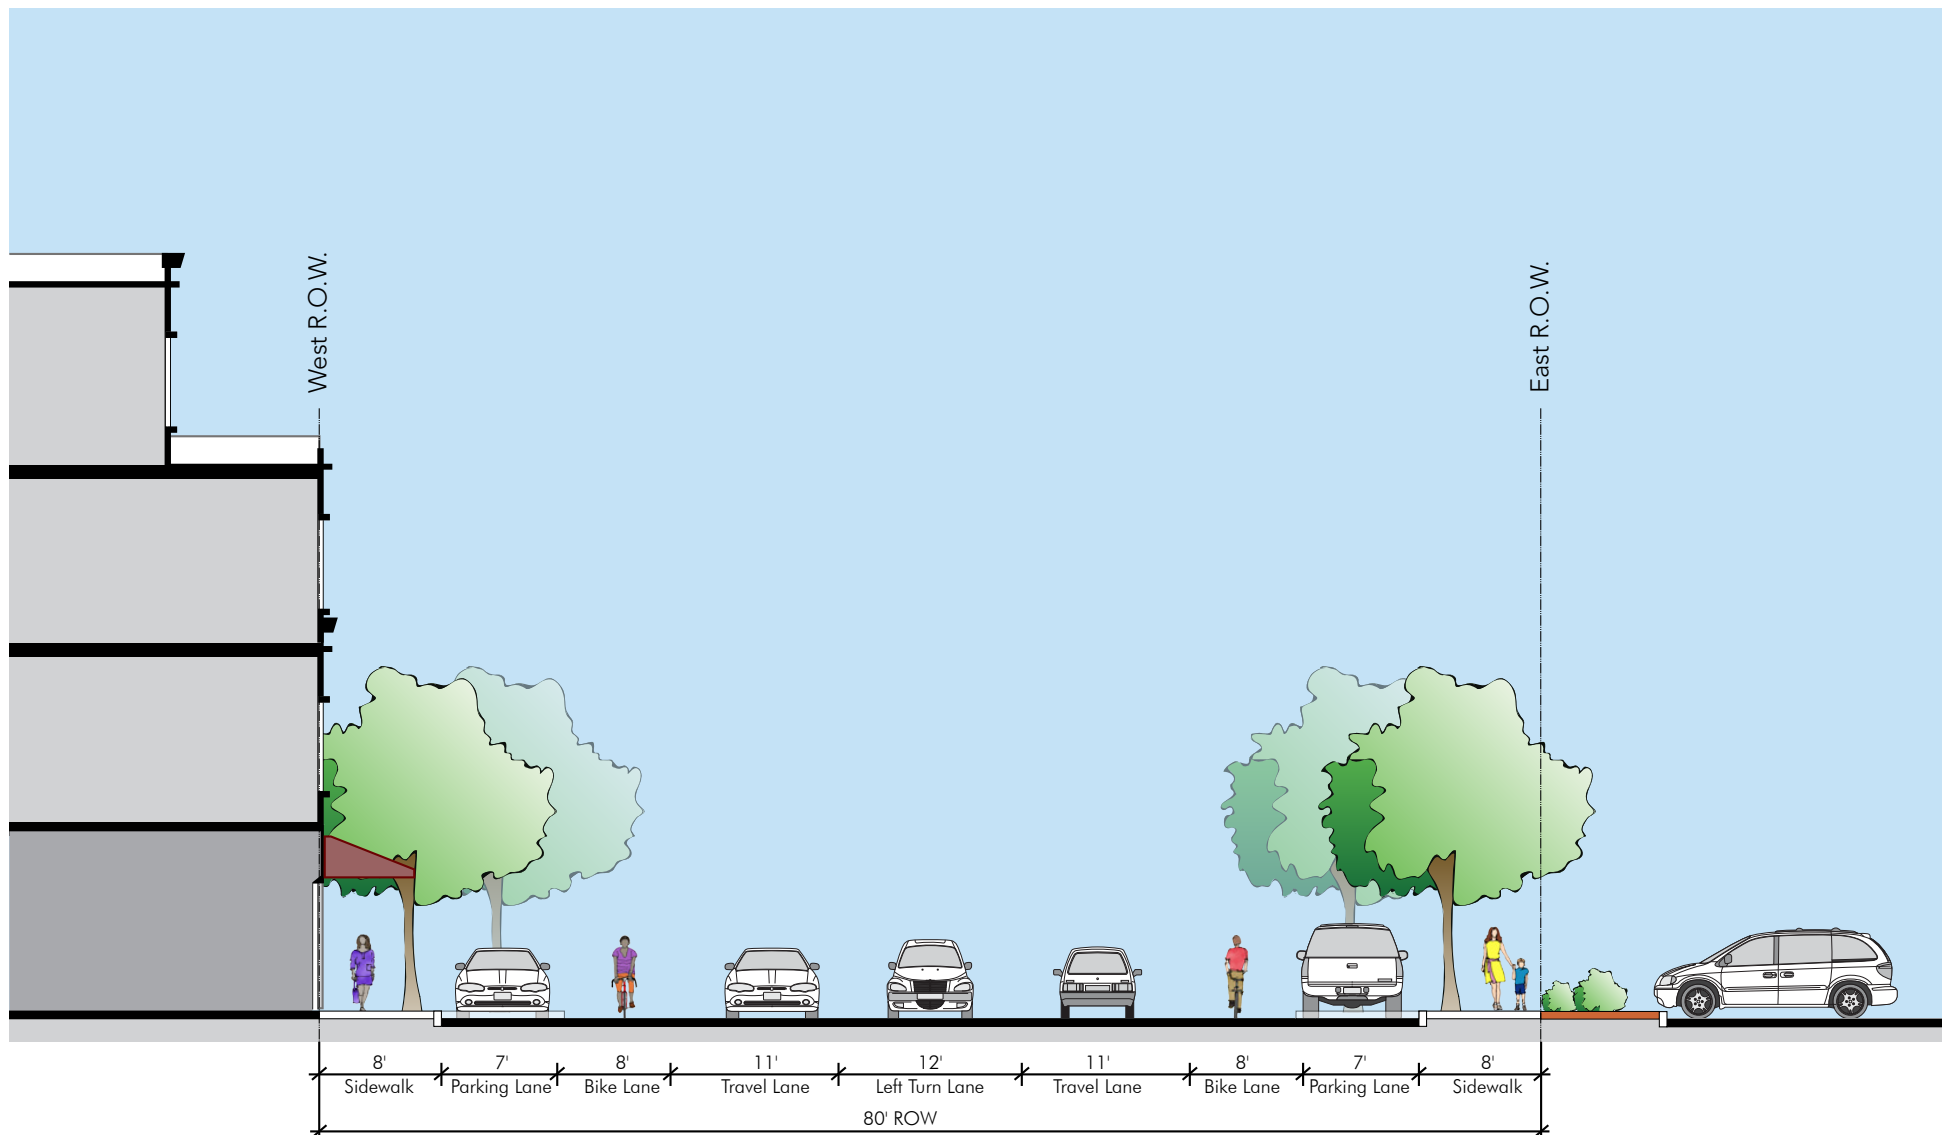 West R.O.W.
East R.O.W.
8' 7' 8' 11' 12' 11' 8' 7' 8'
Sidewalk Parking Lane Bike Lane Travel Lane Left Turn Lane Travel Lane Bike Lane Parking Lane Sidewalk
80' ROW